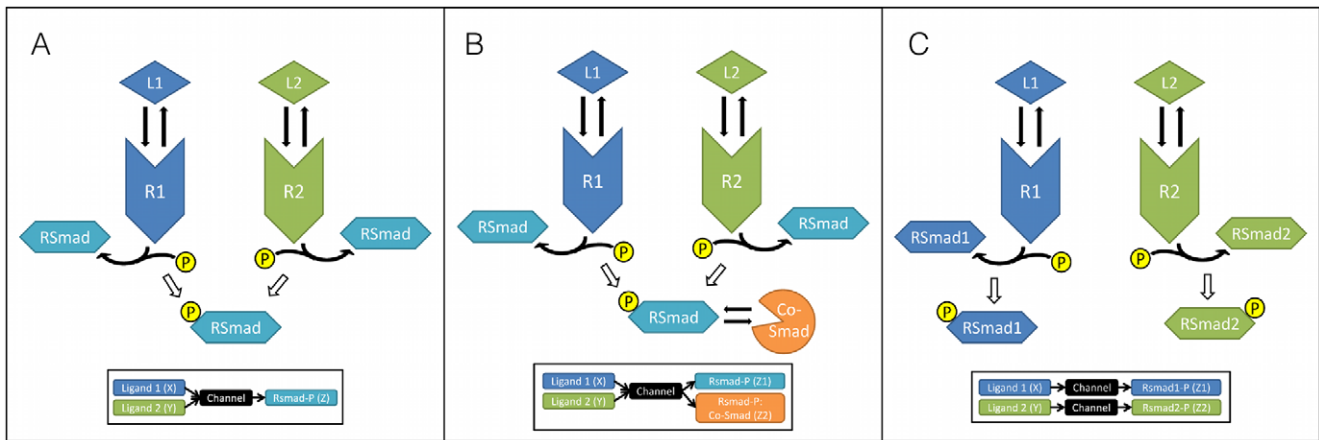 A
L1
L2
R1
R2
RSmad
RSmad
P
P
P
RSmad
Ligand 1 (X)
Ligand 2 (Y)
Channel
Rsmad-P (Z)
B
L1
L2
R1
R2
RSmad
RSmad
P
P
P
RSmad
Co-
Smad
Ligand 1 (X)
Ligand 2 (Y)
Channel
Rsmad-P (Z1)
Rsmad-P:
Co-Smad (Z2)
C
L1
L2
R1
R2
RSmad1
RSmad2
P
P
P
RSmad1
P
RSmad2
Ligand 1 (X)
Channel
Rsmad1-P (Z1)
Ligand 2 (Y)
Channel
Rsmad2-P (Z2)